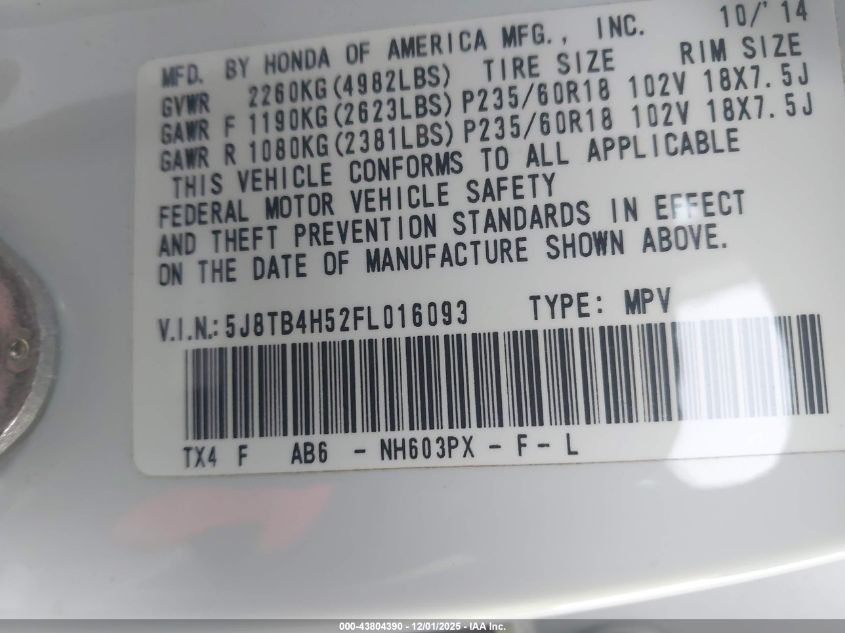 MFD. BY HONDA OF AMERICA MFG., INC. 10/'14
GVWR 2260KG(4982LBS) TIRE SIZE RIM SIZE
GAWR F 1190KG(2623LBS) P235/60R18 102V 18X7.5J
GAWR R 1080KG(2381LBS) P235/60R18 102V 18X7.5J
THIS VEHICLE CONFORMS TO ALL APPLICABLE
FEDERAL MOTOR VEHICLE SAFETY
AND THEFT PREVENTION STANDARDS IN EFFECT
ON THE DATE OF MANUFACTURE SHOWN ABOVE.
V.I.N.: 5J8TB4H52FL016093 TYPE: MPV
TX4 F AB6 - NH603PX - F - L
000-43804390 - 12/01/2025 - IAA Inc.